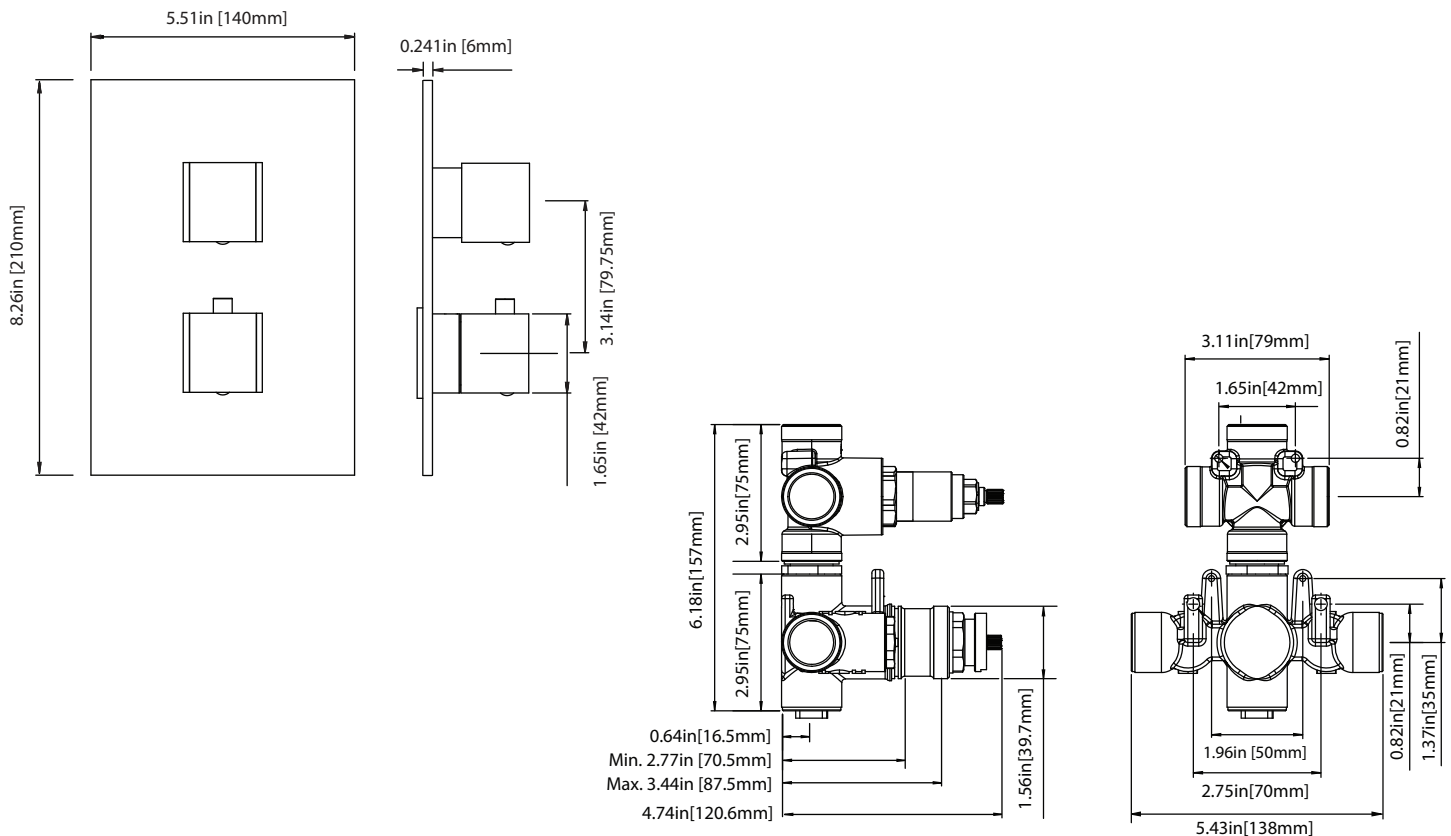 5.51in [140mm]
0.241in [6mm]
8.26in [210mm]
3.14in [79.75mm]
1.65in [42mm]
6.18in[157mm]
2.95in[75mm]
2.95in[75mm]
0.64in[16.5mm]
Min. 2.77in [70.5mm]
Max. 3.44in [87.5mm]
4.74in[120.6mm]
1.56in[39.7mm]
3.11in[79mm]
1.65in[42mm]
0.82in[21mm]
1.96in [50mm]
2.75in[70mm]
5.43in[138mm]
0.82in[21mm]
1.37in[35mm]